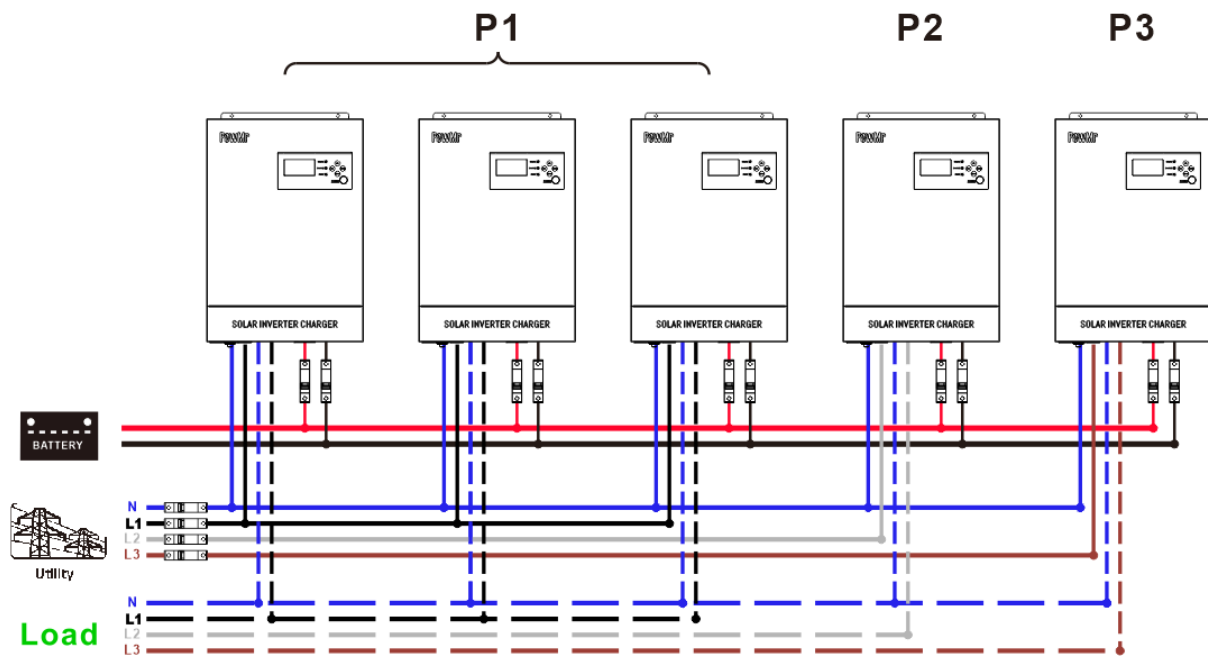 P1 P2 P3
PowMr PowMr PowMr PowMr PowMr
SOLAR INVERTER CHARGER SOLAR INVERTER CHARGER SOLAR INVERTER CHARGER SOLAR INVERTER CHARGER SOLAR INVERTER CHARGER
BATTERY
N
L1
L2
L3
Utility
N
L1
L2
L3
Load